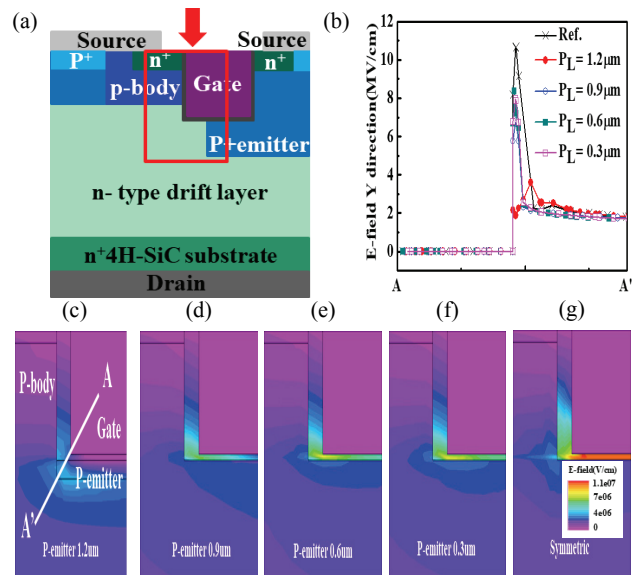 (a)
Source
Source
P+
n+
n+
p-body
Gate
P+emitter
n- type drift layer
n+4H-SiC substrate
Drain
(b)
E-field Y direction(MV/cm)
12
10
8
6
4
2
0
A
A'
Ref.
PL = 1.2μm
PL = 0.9μm
PL = 0.6μm
PL = 0.3μm
(c)
(d)
(e)
(f)
(g)
P-body
A
Gate
P-emitter
A'
P-emitter 1.2um
P-emitter 0.9um
P-emitter 0.6um
P-emitter 0.3um
E-field(V/cm)
1.1e07
7e06
4e06
0
Symmetric